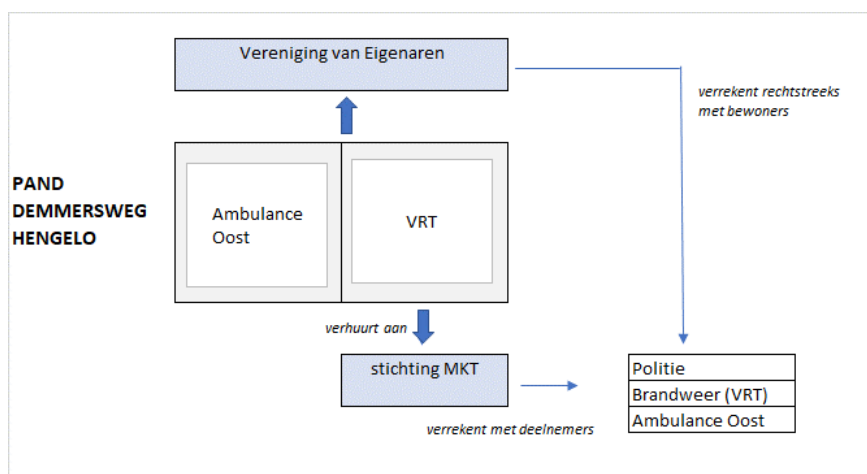 Vereniging van Eigenaren
verrekent rechtstreeks
met bewoners
PAND
DEMMERSWEG
HENGELO
Ambulance
Oost
VRT
verhuurt aan
stichting MKT
verrekent met deelnemers
Politie
Brandweer (VRT)
Ambulance Oost